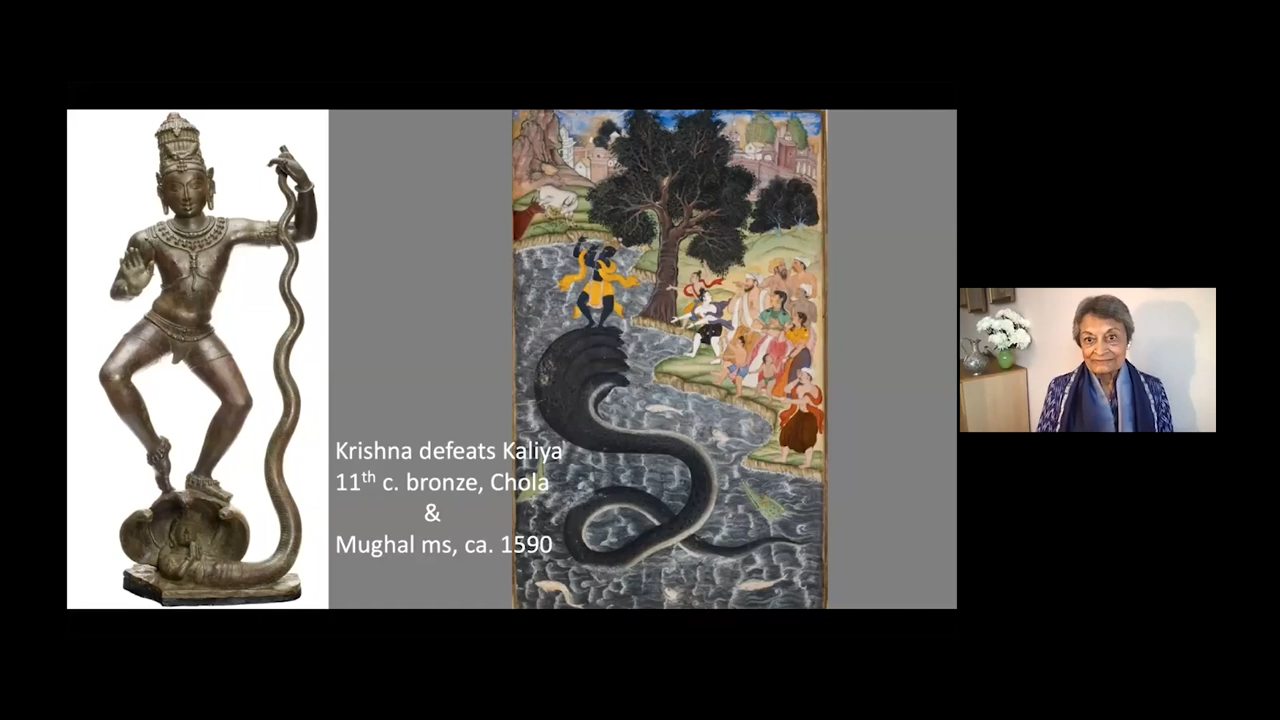 Krishna defeats Kaliya
11th c. bronze, Chola
&
Mughal ms, ca. 1590